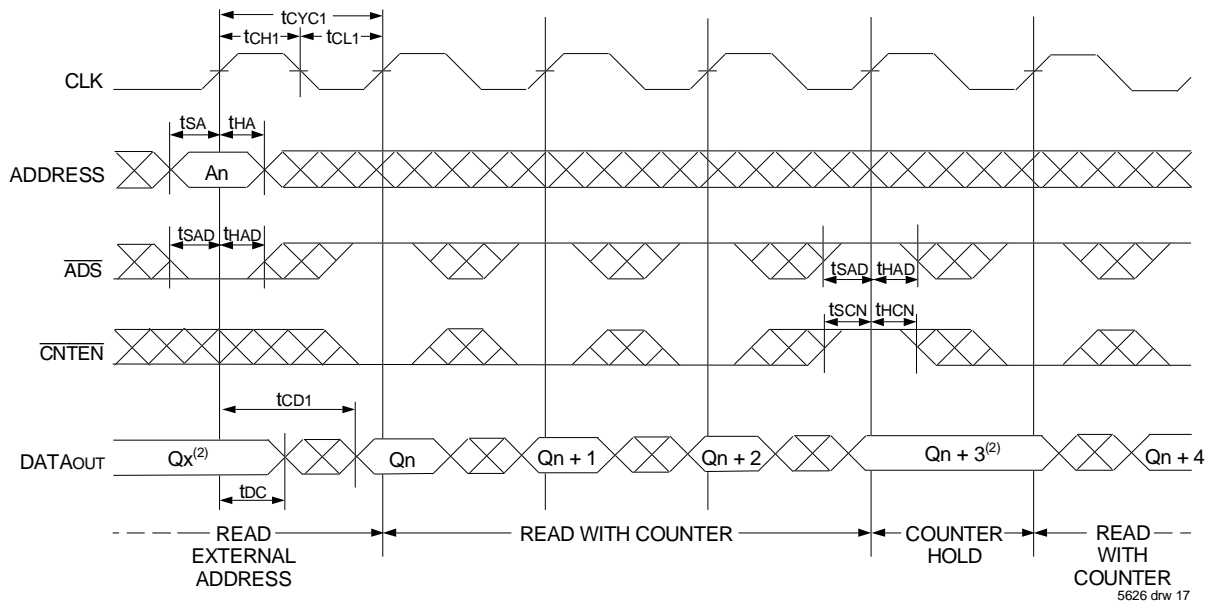 tCYC1
tCH1 tCL1
CLK
tSA tHA
ADDRESS An
tSAD tHAD
ADS tSAD tHAD
tSCN tHCN
CNTEN
tCD1
DATAOUT Qx(2) Qn Qn + 1 Qn + 2 Qn + 3(2) Qn + 4
tDC
READ EXTERNAL ADDRESS
READ WITH COUNTER
COUNTER HOLD
READ WITH COUNTER
5626 drw 17